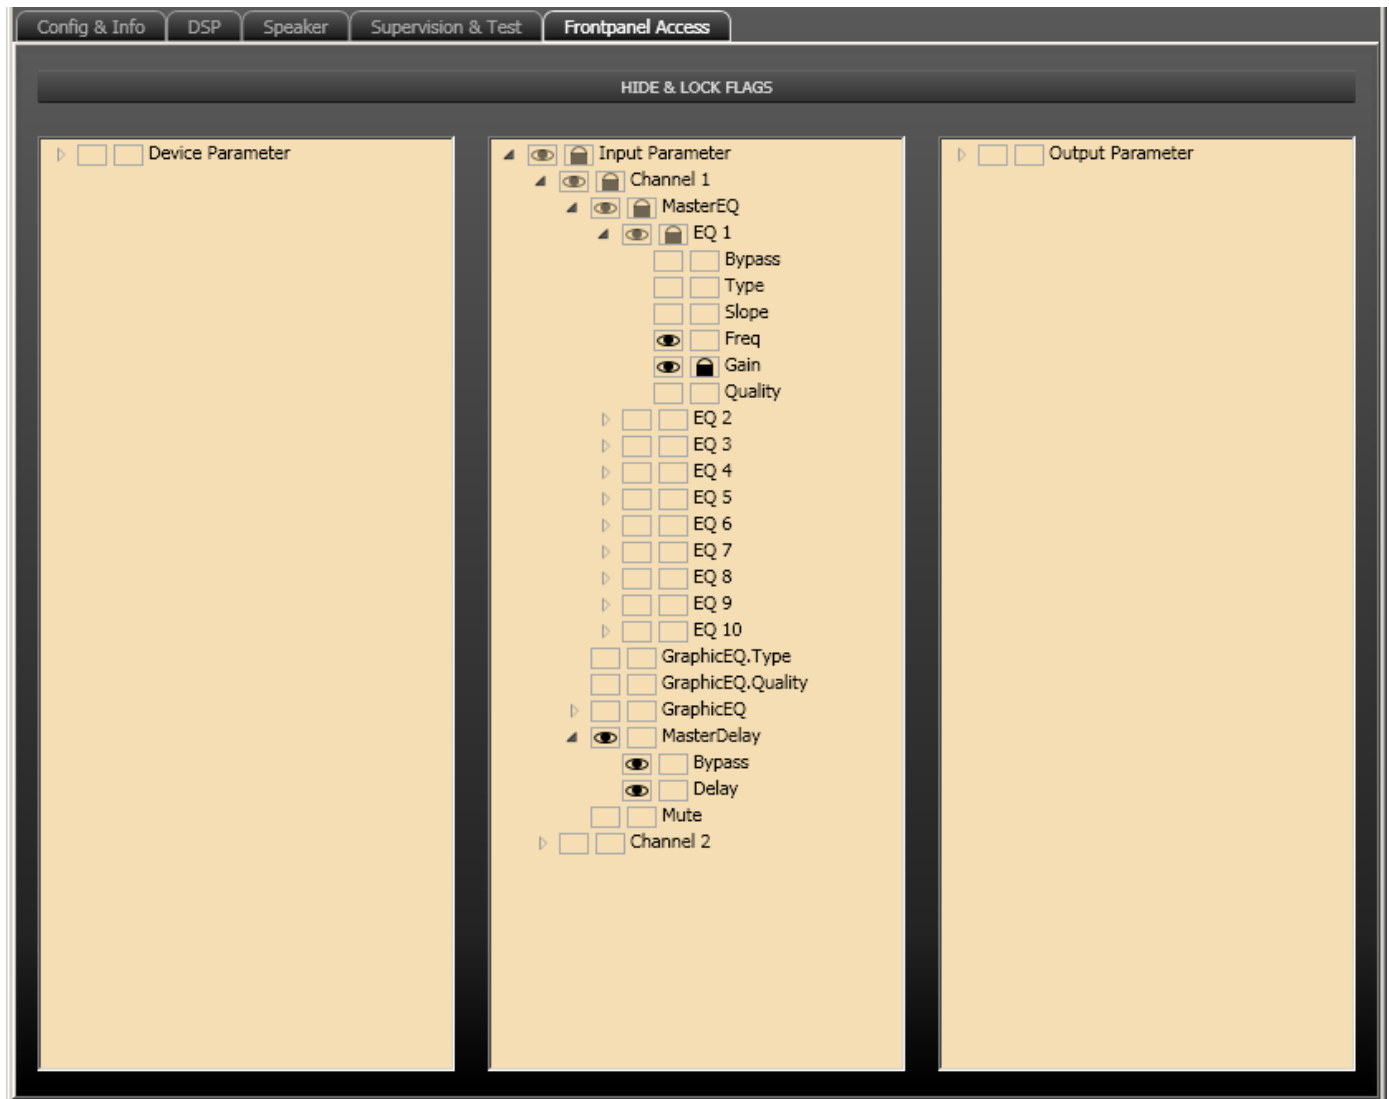 Config & Info DSP Speaker Supervision & Test Frontpanel Access
HIDE & LOCK FLAGS
Device Parameter
Input Parameter
Channel 1
MasterEQ
EQ 1
Bypass
Type
Slope
Freq
Gain
Quality
EQ 2
EQ 3
EQ 4
EQ 5
EQ 6
EQ 7
EQ 8
EQ 9
EQ 10
GraphicEQ.Type
GraphicEQ.Quality
GraphicEQ
MasterDelay
Bypass
Delay
Mute
Channel 2
Output Parameter